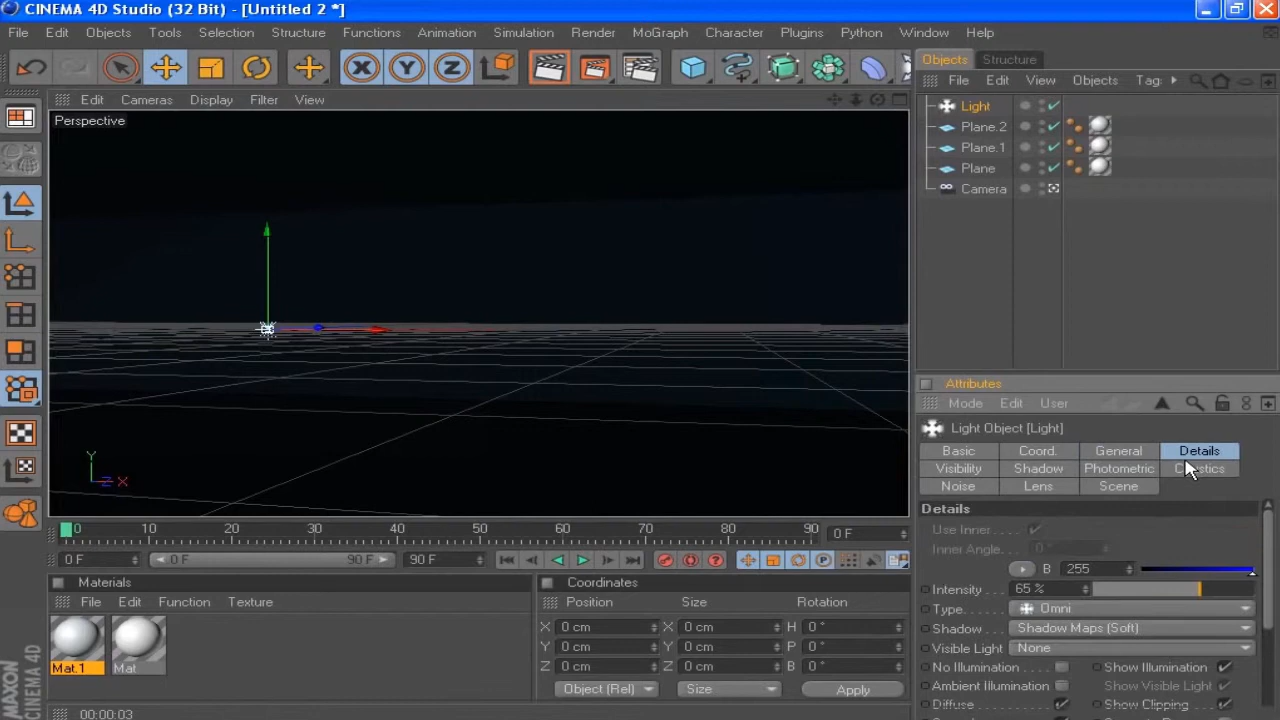 CINEMA 4D Studio (32 Bit) - [Untitled 2 *]
File Edit Objects Tools Selection Structure Functions Animation Simulation Render MoGraph Character Plugins Python Window Help
X Y Z
Objects Structure
File Edit View Objects Tag
Edit Cameras Display Filter View
Perspective
Light
Plane.2
Plane.1
Plane
Camera
Y
Z X
Attributes
Mode Edit User
Light Object [Light]
Basic Coord. General Details
Visibility Shadow Photometric
Noise Lens Scene
Details
Use Inner
Inner Angle 0 °
B 255
Intensity 65 %
Type Omni
Shadow Shadow Maps (Soft)
Visible Light None
No Illumination Show Illumination
Ambient Illumination Show Visible Light
Diffuse Show Clipping
0 10 20 30 40 50 60 70 80 90 0 F
0 F 0 F 90 F 90 F
P
Materials
File Edit Function Texture
Mat.1 Mat
Coordinates
Position Size Rotation
X 0 cm X 0 cm H 0 °
Y 0 cm Y 0 cm P 0 °
Z 0 cm Z 0 cm B 0 °
Object (Rel) Size Apply
MAXON
CINEMA 4D
00:00:03